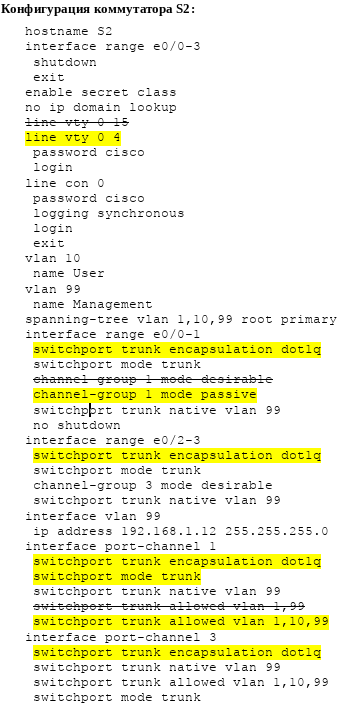 Конфигурация коммутатора S2:
hostname S2
interface range e0/0-3
shutdown
exit
enable secret class
no ip domain lookup
line vty 0 15
line vty 0 4
password cisco
login
line con 0
password cisco
logging synchronous
login
exit
vlan 10
name User
vlan 99
name Management
spanning-tree vlan 1,10,99 root primary
interface range e0/0-1
switchport trunk encapsulation dot1q
switchport mode trunk
channel-group 1 mode desirable
channel-group 1 mode passive
switchport trunk native vlan 99
no shutdown
interface range e0/2-3
switchport trunk encapsulation dot1q
switchport mode trunk
channel-group 3 mode desirable
switchport trunk native vlan 99
interface vlan 99
ip address 192.168.1.12 255.255.255.0
interface port-channel 1
switchport trunk encapsulation dot1q
switchport mode trunk
switchport trunk native vlan 99
switchport trunk allowed vlan 1,99
switchport trunk allowed vlan 1,10,99
interface port-channel 3
switchport trunk encapsulation dot1q
switchport trunk native vlan 99
switchport trunk allowed vlan 1,10,99
switchport mode trunk